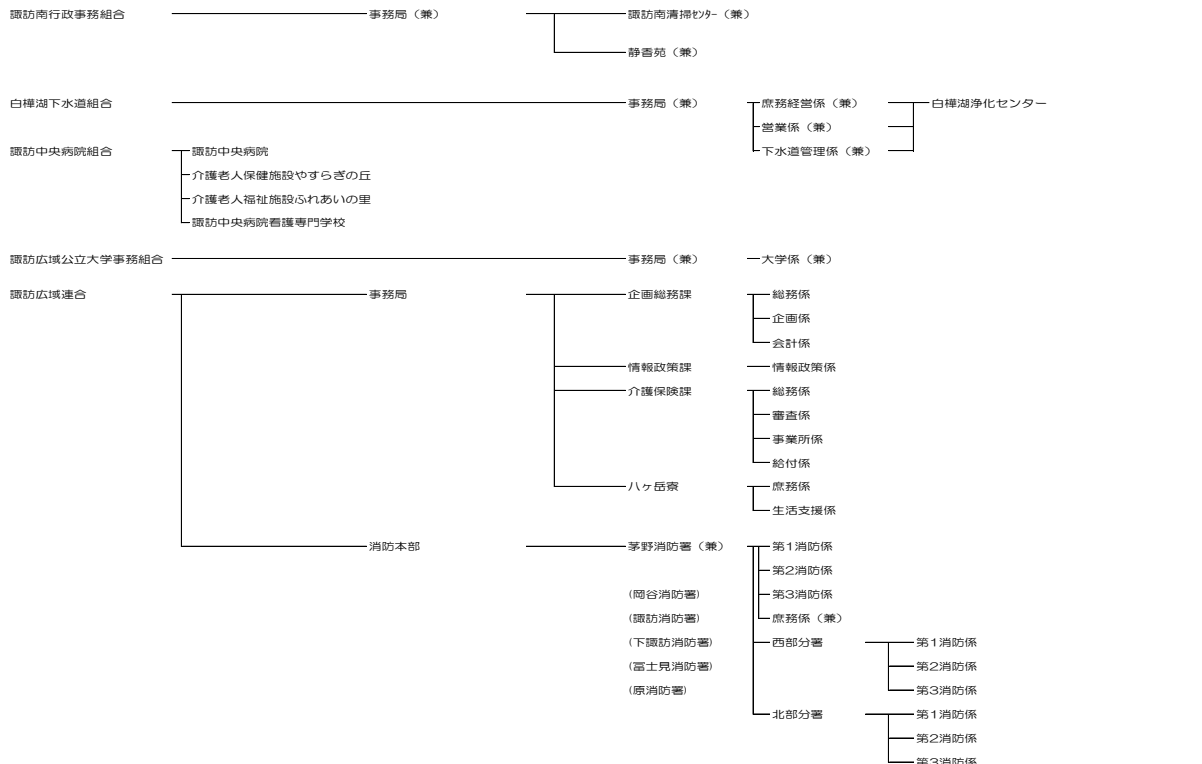 諏訪南行政事務組合 事務局（兼） 諏訪南清掃ｾﾝﾀｰ（兼）
静香苑（兼）
白樺湖下水道組合 事務局（兼） 庶務経営係（兼） 白樺湖浄化センター
営業係（兼）
諏訪中央病院組合 諏訪中央病院 下水道管理係（兼）
介護老人保健施設やすらぎの丘
介護老人福祉施設ふれあいの里
諏訪中央病院看護専門学校
諏訪広域公立大学事務組合 事務局（兼） 大学係（兼）
諏訪広域連合 事務局 企画総務課 総務係
企画係
会計係
情報政策課 情報政策係
介護保険課 総務係
審査係
事業所係
給付係
八ヶ岳寮 庶務係
生活支援係
消防本部 茅野消防署（兼） 第1消防係
第2消防係
(岡谷消防署) 第3消防係
(諏訪消防署) 庶務係（兼）
(下諏訪消防署) 西部分署 第1消防係
(富士見消防署) 第2消防係
(原消防署) 第3消防係
北部分署 第1消防係
第2消防係
第3消防係